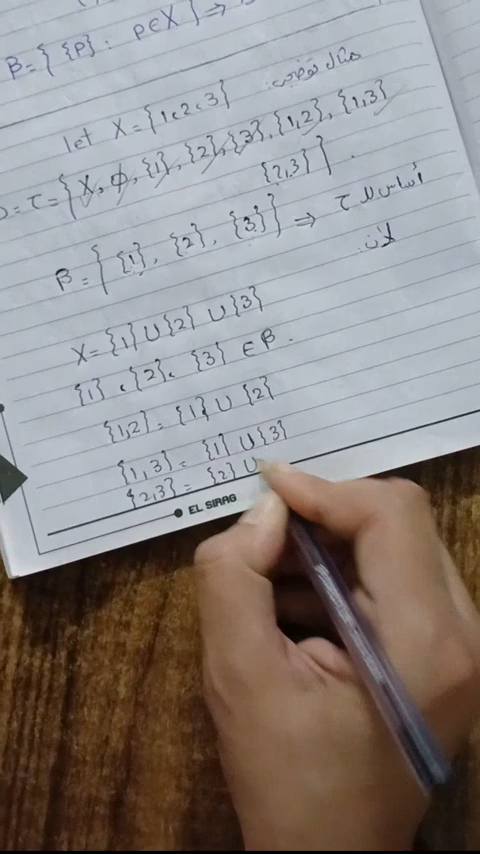 β = { {P} : P∈X } ⇒
مثال توضيحى:
let X = {1,2,3}
D = τ = {X, φ, {1}, {2}, {3}, {1,2}, {1,3}
{2,3} } .
β = { {1}, {2}, {3} } ⇒ أساس لـ τ
لأن:
X = {1} ∪ {2} ∪ {3}
{1}, {2}, {3} ∈ β .
{1,2} = {1} ∪ {2}
{1,3} = {1} ∪ {3}
{2,3} = {2} ∪
EL SIRAG